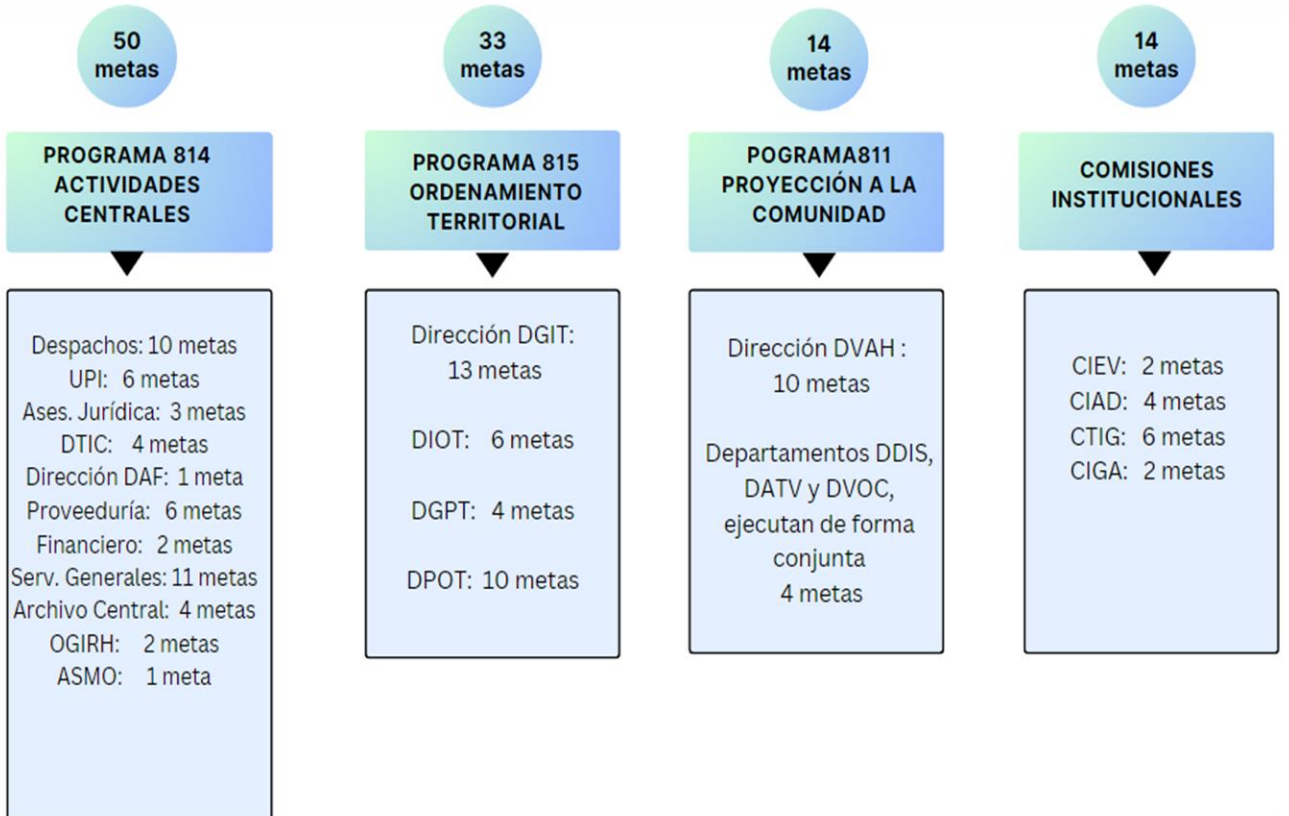 50
metas
PROGRAMA 814
ACTIVIDADES
CENTRALES
Despachos: 10 metas
UPI: 6 metas
Ases. Jurídica: 3 metas
DTIC: 4 metas
Dirección DAF: 1 meta
Proveeduría: 6 metas
Financiero: 2 metas
Serv. Generales: 11 metas
Archivo Central: 4 metas
OGIRH: 2 metas
ASMO: 1 meta
33
metas
PROGRAMA 815
ORDENAMIENTO
TERRITORIAL
Dirección DGIT:
13 metas
DIOT: 6 metas
DGPT: 4 metas
DPOT: 10 metas
14
metas
POGRAMA811
PROYECCIÓN A LA
COMUNIDAD
Dirección DVAH :
10 metas
Departamentos DDIS,
DATV y DVOC,
ejecutan de forma
conjunta
4 metas
14
metas
COMISIONES
INSTITUCIONALES
CIEV: 2 metas
CIAD: 4 metas
CTIG: 6 metas
CIGA: 2 metas